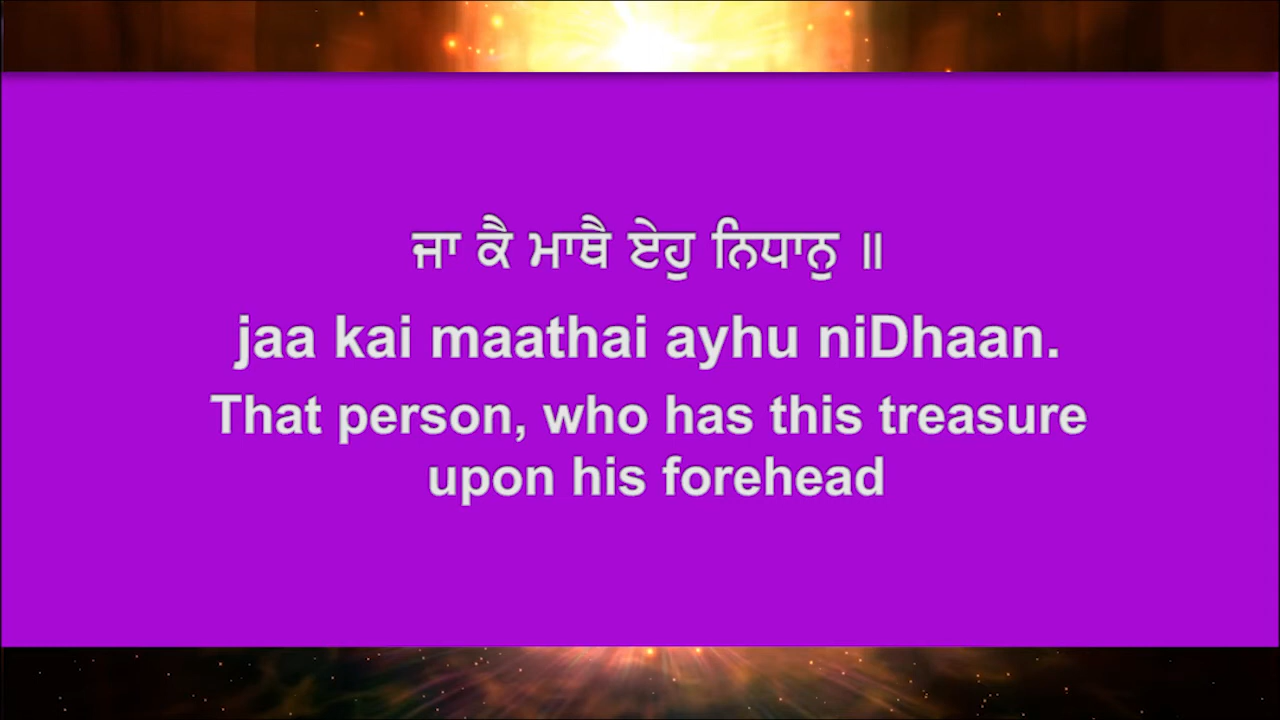 ਜਾ ਕੈ ਮਾਥੈ ਏਹੁ ਨਿਧਾਨੁ ॥
jaa kai maathai ayhu niDhaan.
That person, who has this treasure
upon his forehead